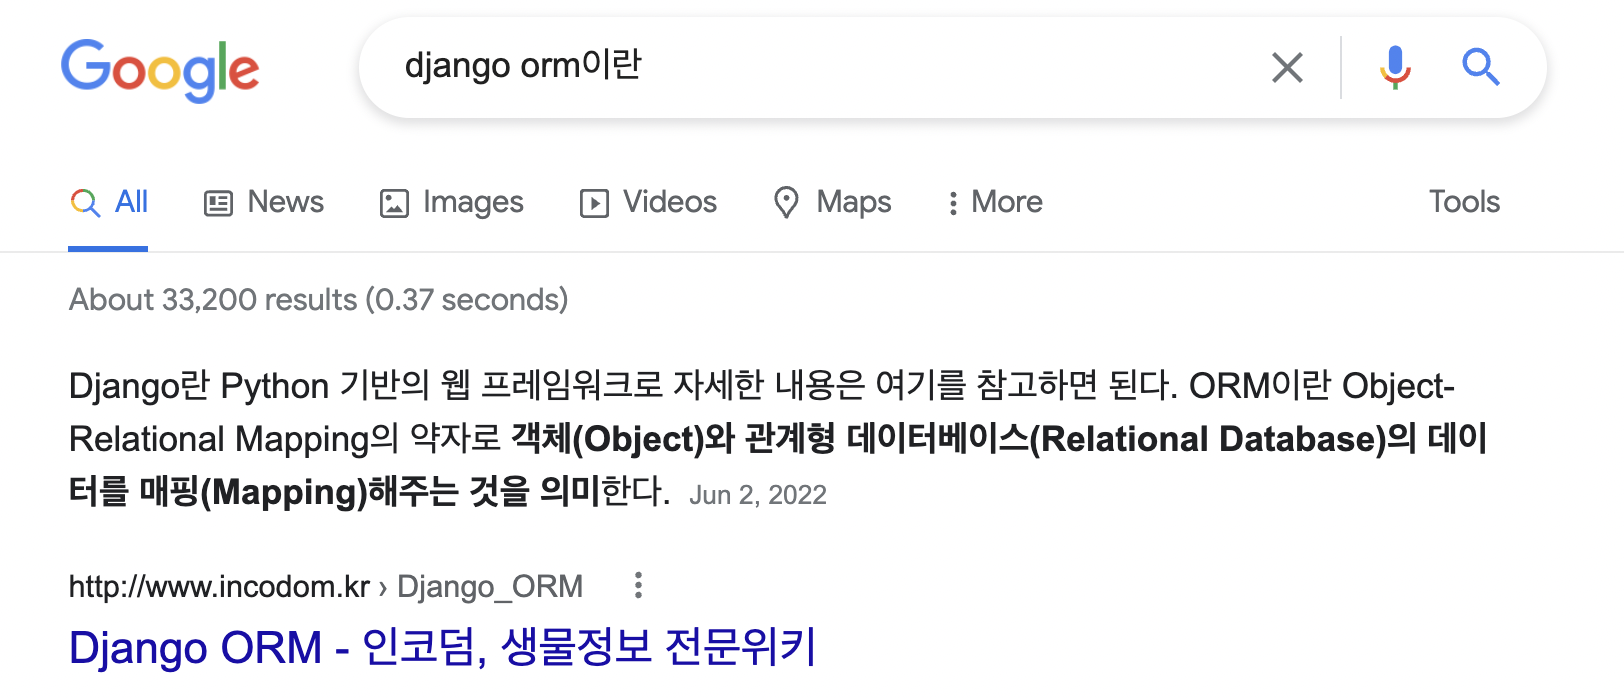 Google
django orm이란
All
News
Images
Videos
Maps
More
Tools
About 33,200 results (0.37 seconds)
Django란 Python 기반의 웹 프레임워크로 자세한 내용은 여기를 참고하면 된다. ORM이란 Object-
Relational Mapping의 약자로 객체(Object)와 관계형 데이터베이스(Relational Database)의 데이
터를 매핑(Mapping)해주는 것을 의미한다. Jun 2, 2022
http://www.incodom.kr › Django_ORM
Django ORM - 인코덤, 생물정보 전문위키